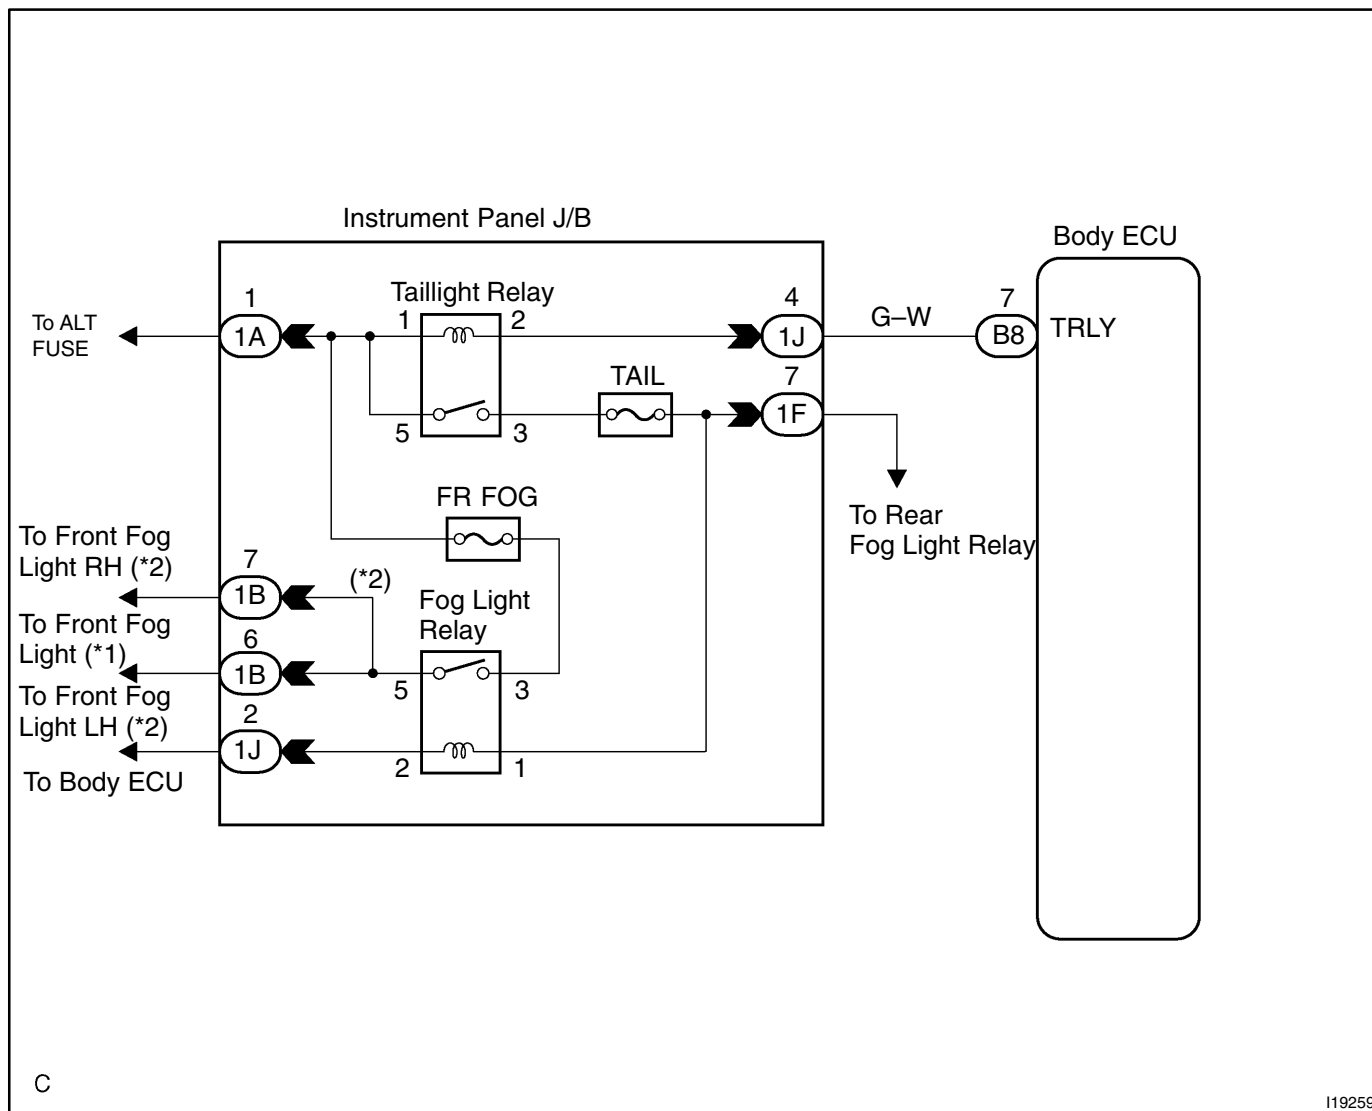 Instrument Panel J/B
Body ECU
To ALT
FUSE
1
1A
Taillight Relay
1
2
5
3
TAIL
4
1J
G–W
7
B8
TRLY
7
1F
To Rear
Fog Light Relay
FR FOG
To Front Fog
Light RH (*2)
7
1B
(*2)
Fog Light
Relay
To Front Fog
Light (*1)
6
1B
5
3
To Front Fog
Light LH (*2)
2
1J
2
1
To Body ECU
C
I19259